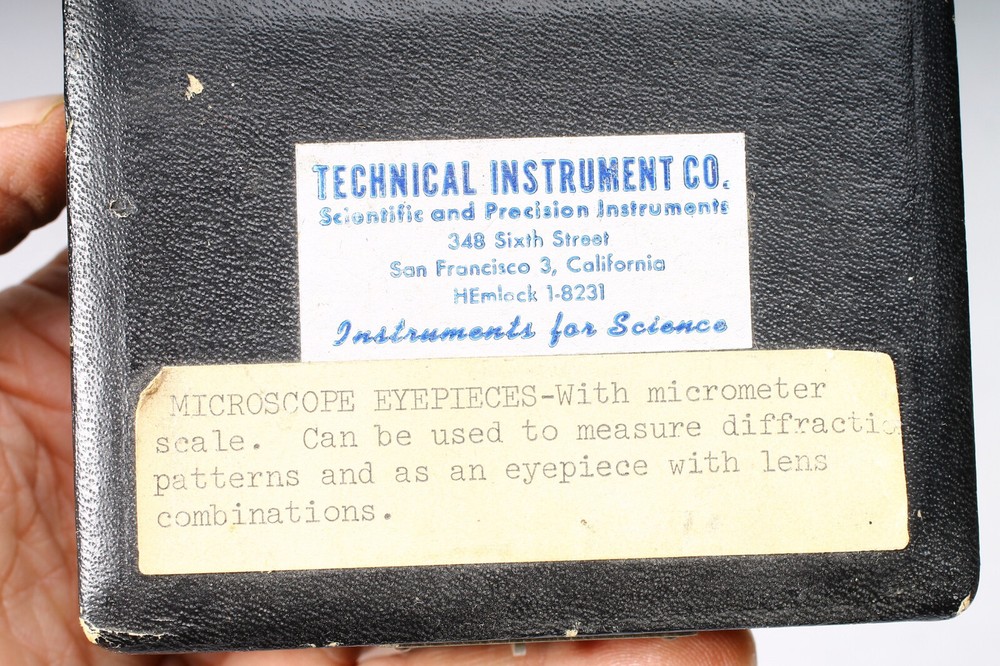 TECHNICAL INSTRUMENT CO.
Scientific and Precision Instruments
348 Sixth Street
San Francisco 3, California
HEmlock 1-8231
Instruments for Science
MICROSCOPE EYEPIECES-With micrometer
scale. Can be used to measure diffractio
patterns and as an eyepiece with lens
combinations.